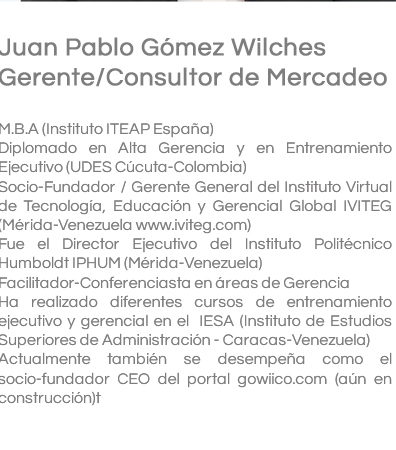 Juan Pablo Gómez Wilches
Gerente/Consultor de Mercadeo
M.B.A (Instituto ITEAP España)
Diplomado en Alta Gerencia y en Entrenamiento
Ejecutivo (UDES Cúcuta-Colombia)
Socio-Fundador / Gerente General del Instituto Virtual
de Tecnología, Educación y Gerencial Global IVITEG
(Mérida-Venezuela www.iviteg.com)
Fue el Director Ejecutivo del Instituto Politécnico
Humboldt IPHUM (Mérida-Venezuela)
Facilitador-Conferenciasta en áreas de Gerencia
Ha realizado diferentes cursos de entrenamiento
ejecutivo y gerencial en el IESA (Instituto de Estudios
Superiores de Administración - Caracas-Venezuela)
Actualmente también se desempeña como el
socio-fundador CEO del portal gowiico.com (aún en
construcción)t